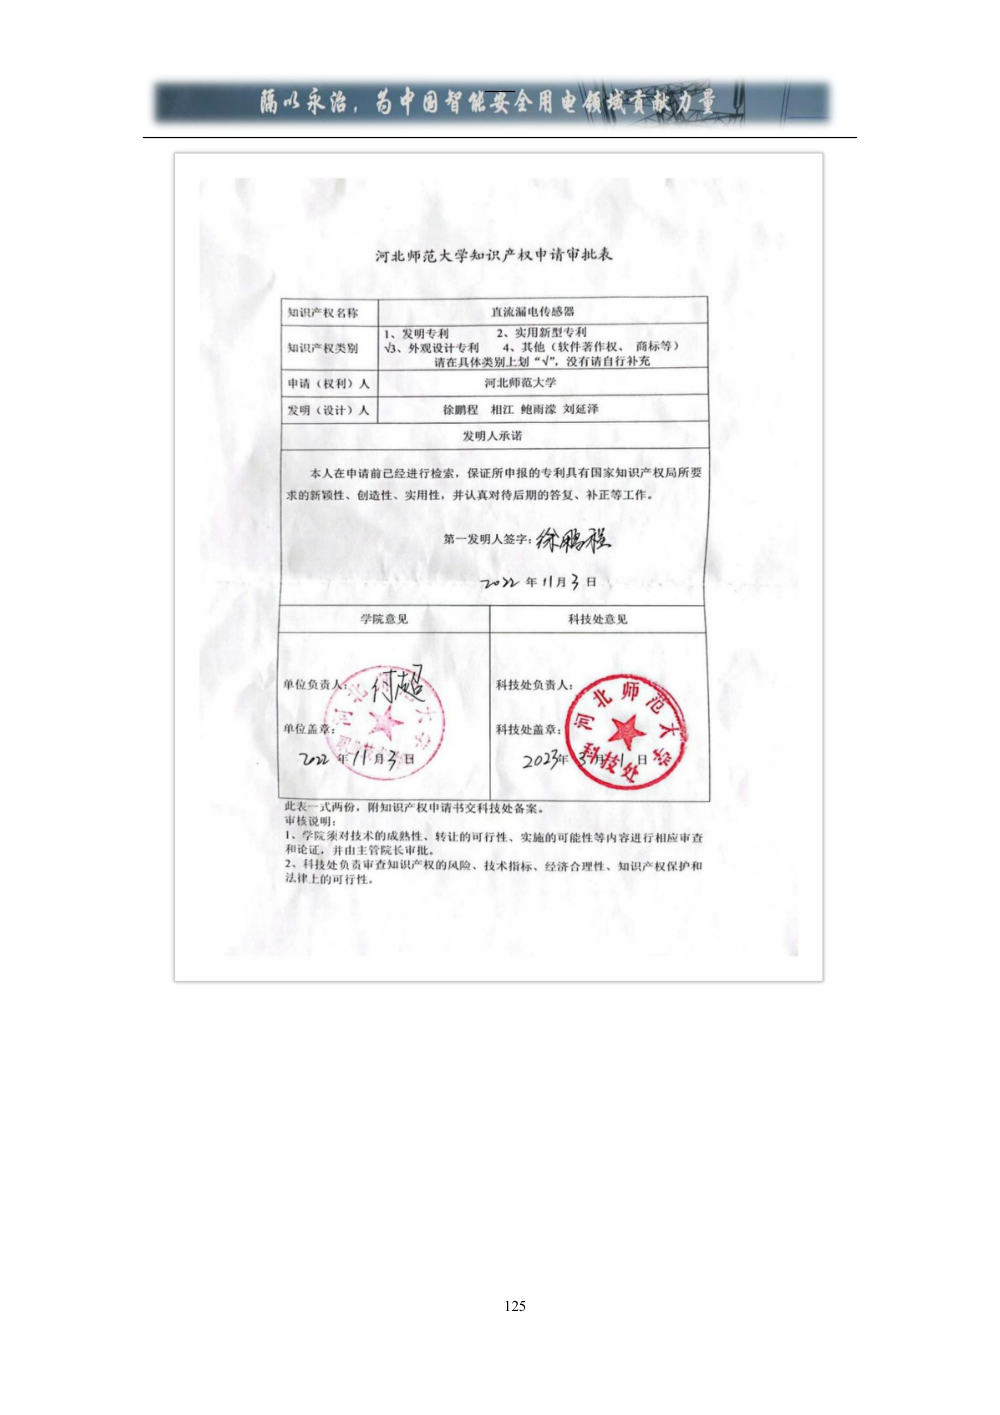 隔以永治，为中国智能安全用电领域贡献力量
河北师范大学知识产权申请审批表
知识产权名称 直流漏电传感器
知识产权类别
1、发明专利 2、实用新型专利
√3、外观设计专利 4、其他（软件著作权、 商标等）
请在具体类别上划“√”，没有请自行补充
申请（权利）人 河北师范大学
发明（设计）人 徐鹏程 相江 鲍雨濛 刘延泽
发明人承诺
本人在申请前已经进行检索，保证所申报的专利具有国家知识产权局所要
求的新颖性、创造性、实用性，并认真对待后期的答复、补正等工作。
第一发明人签字：徐鹏程
2022 年 11 月 3 日
学院意见 科技处意见
单位负责人： 付超
科技处负责人：
单位盖章：
科技处盖章：
2022 年 11 月 3 日
2023年 3 月 1 日
河北师范大学
科技处
此表一式两份，附知识产权申请书交科技处备案。
审核说明：
1、学院须对技术的成熟性、转让的可行性、实施的可能性等内容进行相应审查
和论证，并由主管院长审批。
2、科技处负责审查知识产权的风险、技术指标、经济合理性、知识产权保护和
法律上的可行性。
125